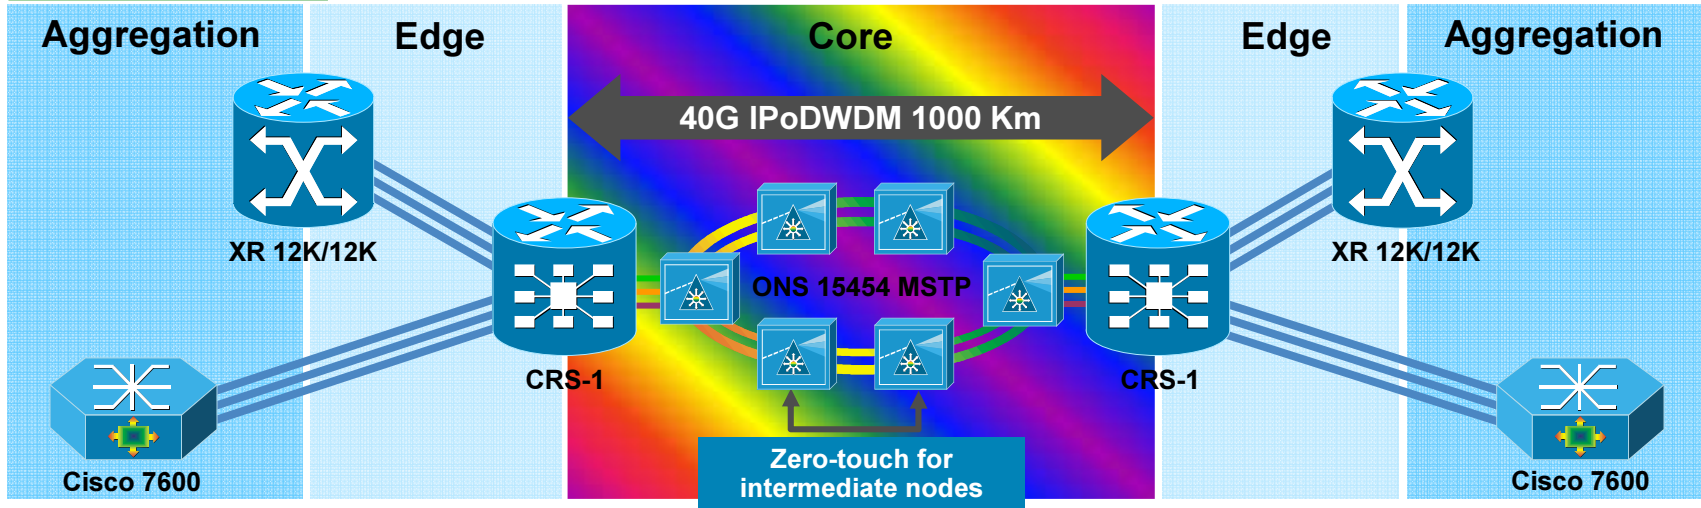 Aggregation
Edge
Core
Edge
Aggregation
40G IPoDWDM 1000 Km
XR 12K/12K
XR 12K/12K
ONS 15454 MSTP
CRS-1
CRS-1
Zero-touch for
intermediate nodes
Cisco 7600
Cisco 7600